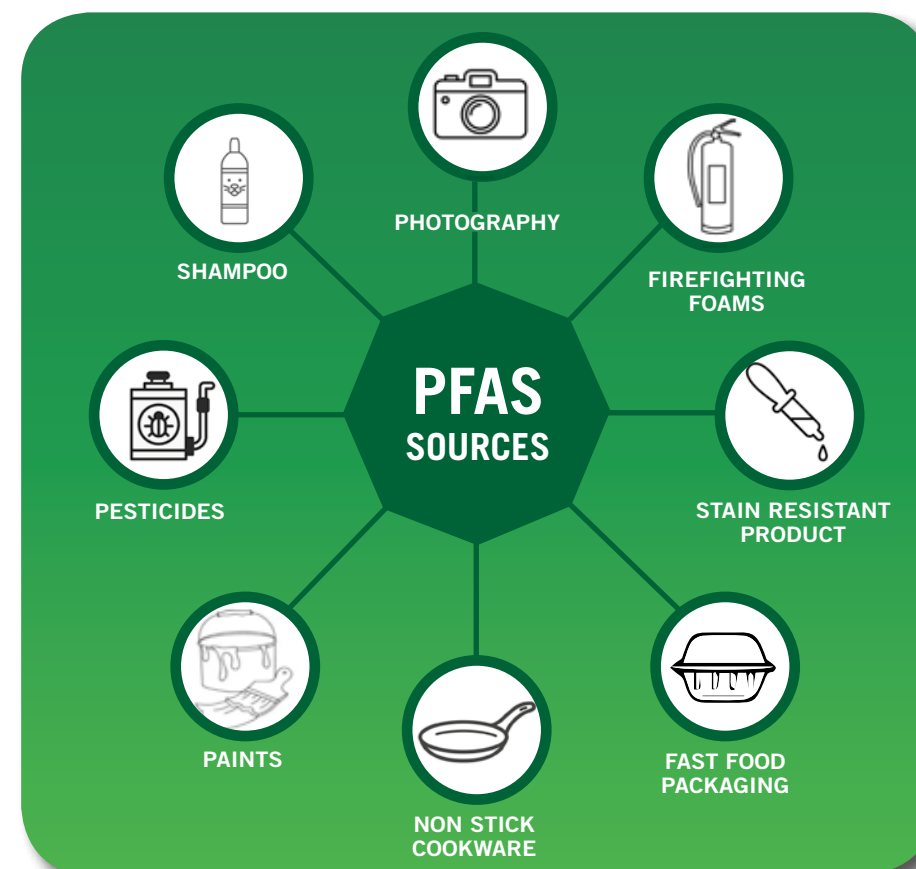 PHOTOGRAPHY
SHAMPOO
FIREFIGHTING
FOAMS
PFAS
SOURCES
PESTICIDES
STAIN RESISTANT
PRODUCT
PAINTS
FAST FOOD
PACKAGING
NON STICK
COOKWARE